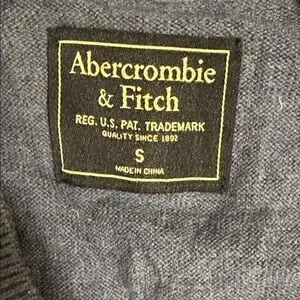 Abercrombie
& Fitch
REG. U.S. PAT. TRADEMARK
QUALITY SINCE 1892
S
MADE IN CHINA